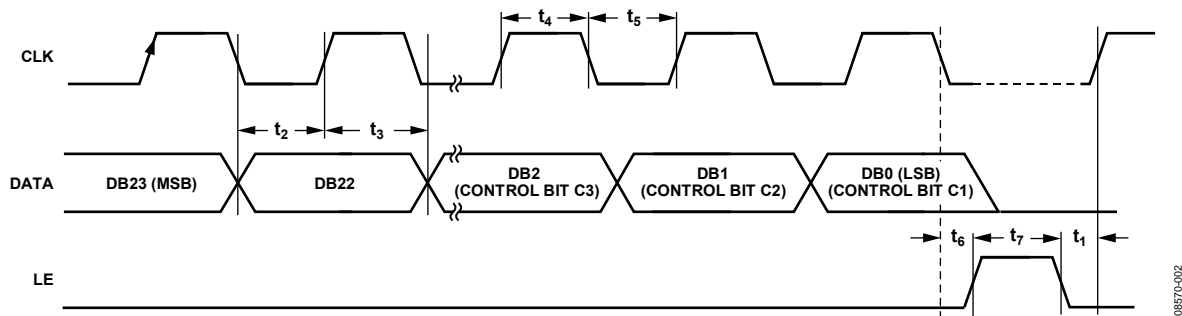 t4
t5
CLK
t2
t3
DATA
DB23 (MSB)
DB22
DB2
(CONTROL BIT C3)
DB1
(CONTROL BIT C2)
DB0 (LSB)
(CONTROL BIT C1)
t6
t7
t1
LE
08570-002